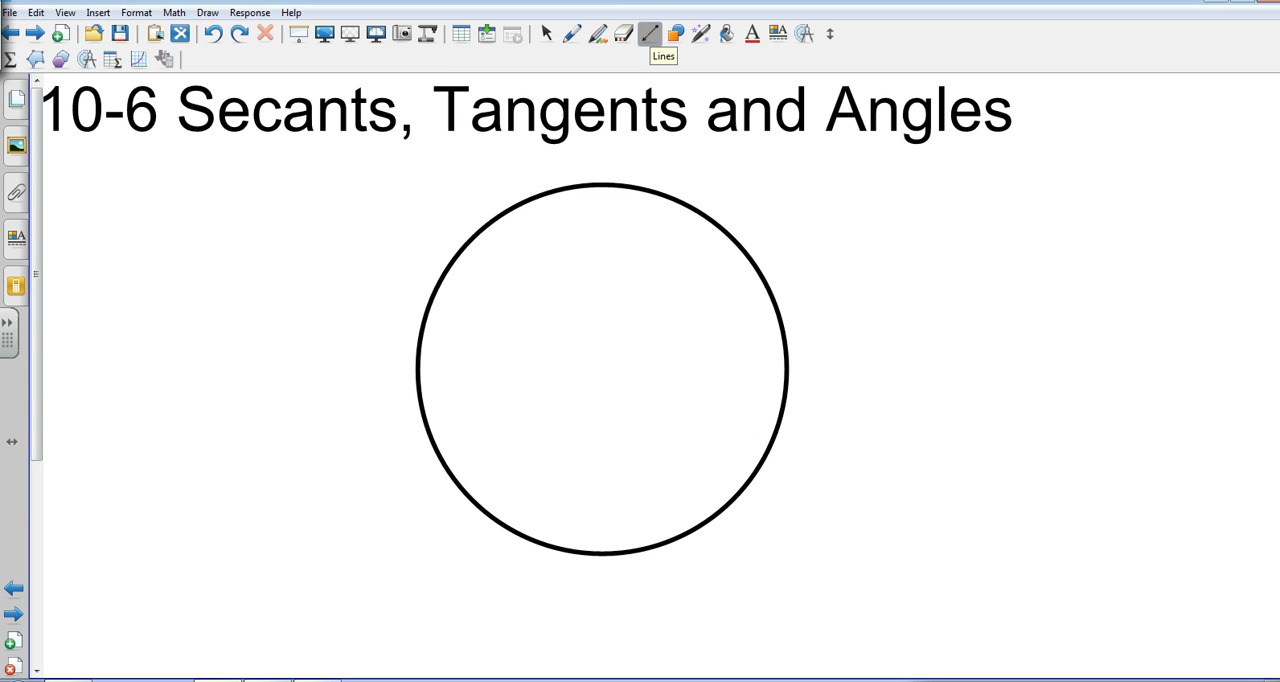 File Edit View Insert Format Math Draw Response Help
Lines
10-6 Secants, Tangents and Angles